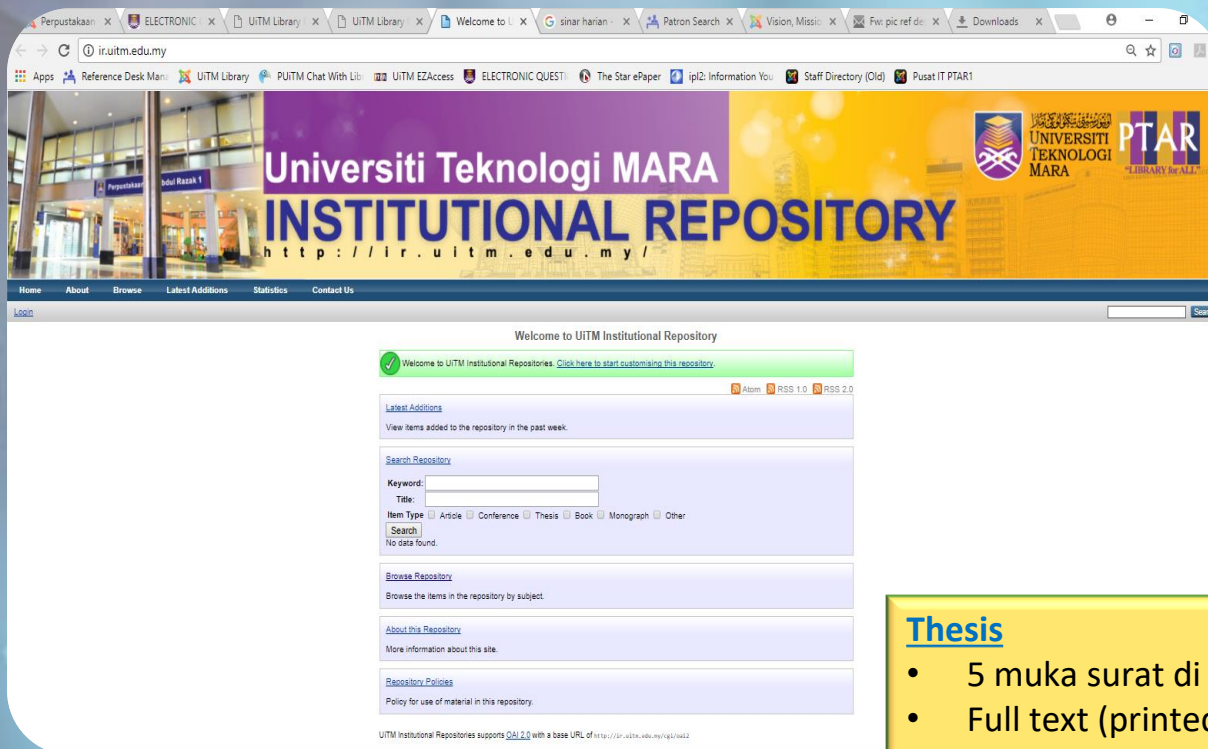 Perpustakaan
ELECTRONIC
UiTM Library
UiTM Library
Welcome to U
sinar harian -
Patron Search
Vision, Missio
Fw: pic ref de
Downloads
ir.uitm.edu.my
Apps
Reference Desk Mana
UiTM Library
PUiTM Chat With Lib
UiTM EZAccess
ELECTRONIC QUESTI
The Star ePaper
ipl2: Information You
Staff Directory (Old)
Pusat IT PTAR1
Universiti Teknologi MARA
INSTITUTIONAL REPOSITORY
http://ir.uitm.edu.my/
UNIVERSITI
TEKNOLOGI
MARA
PTAR
"LIBRARY for ALL"
Home About Browse Latest Additions Statistics Contact Us
Login
Welcome to UiTM Institutional Repository
Welcome to UiTM Institutional Repositories. Click here to start customising this repository.
Atom RSS 1.0 RSS 2.0
Latest Additions
View items added to the repository in the past week.
Search Repository
Keyword:
Title:
Item Type Article Conference Thesis Book Monograph Other
Search
No data found.
Browse Repository
Browse the items in the repository by subject.
About this Repository
More information about this site.
Repository Policies
Policy for use of material in this repository.
UiTM Institutional Repositories supports OAI 2.0 with a base URL of http://ir.uitm.edu.my/cgi/oai2
Thesis
• 5 muka surat di
• Full text (printed